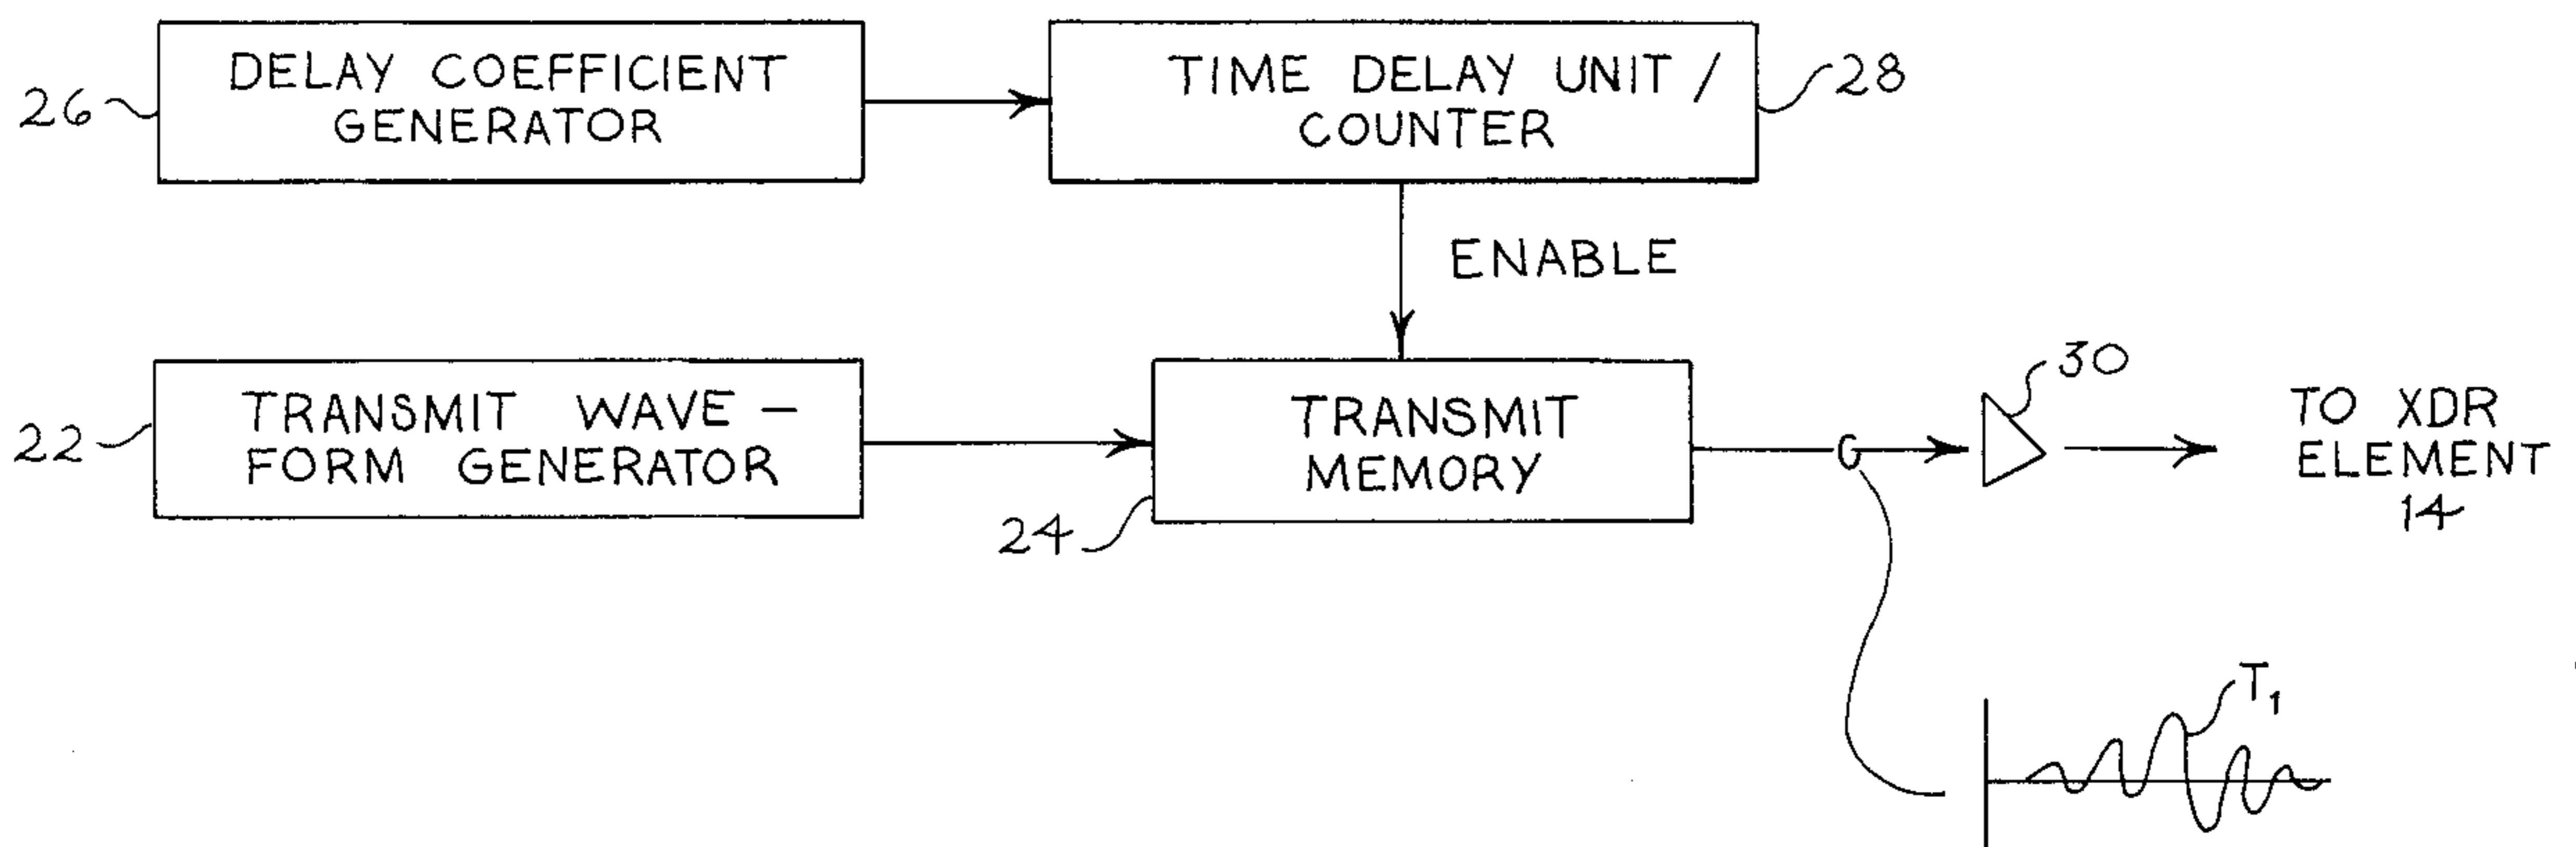 DELAY COEFFICIENT
GENERATOR
26
TIME DELAY UNIT /
COUNTER
28
ENABLE
TRANSMIT WAVE-
FORM GENERATOR
22
TRANSMIT
MEMORY
24
30
TO XDR
ELEMENT
14
T1